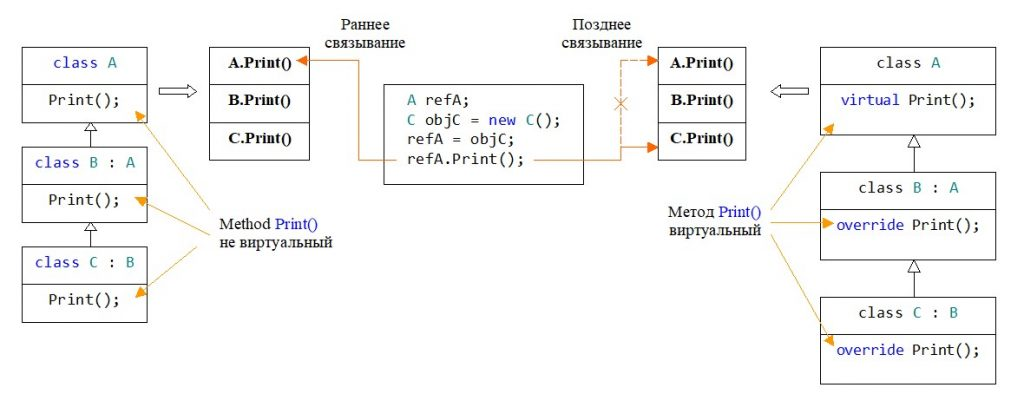 Раннее
связывание
Позднее
связывание
class A
Print();
class B : A
Print();
class C : B
Print();
A.Print()
B.Print()
C.Print()
Method Print()
не виртуальный
A refA;
C objC = new C();
refA = objC;
refA.Print();
A.Print()
B.Print()
C.Print()
Метод Print()
виртуальный
class A
virtual Print();
class B : A
override Print();
class C : B
override Print();